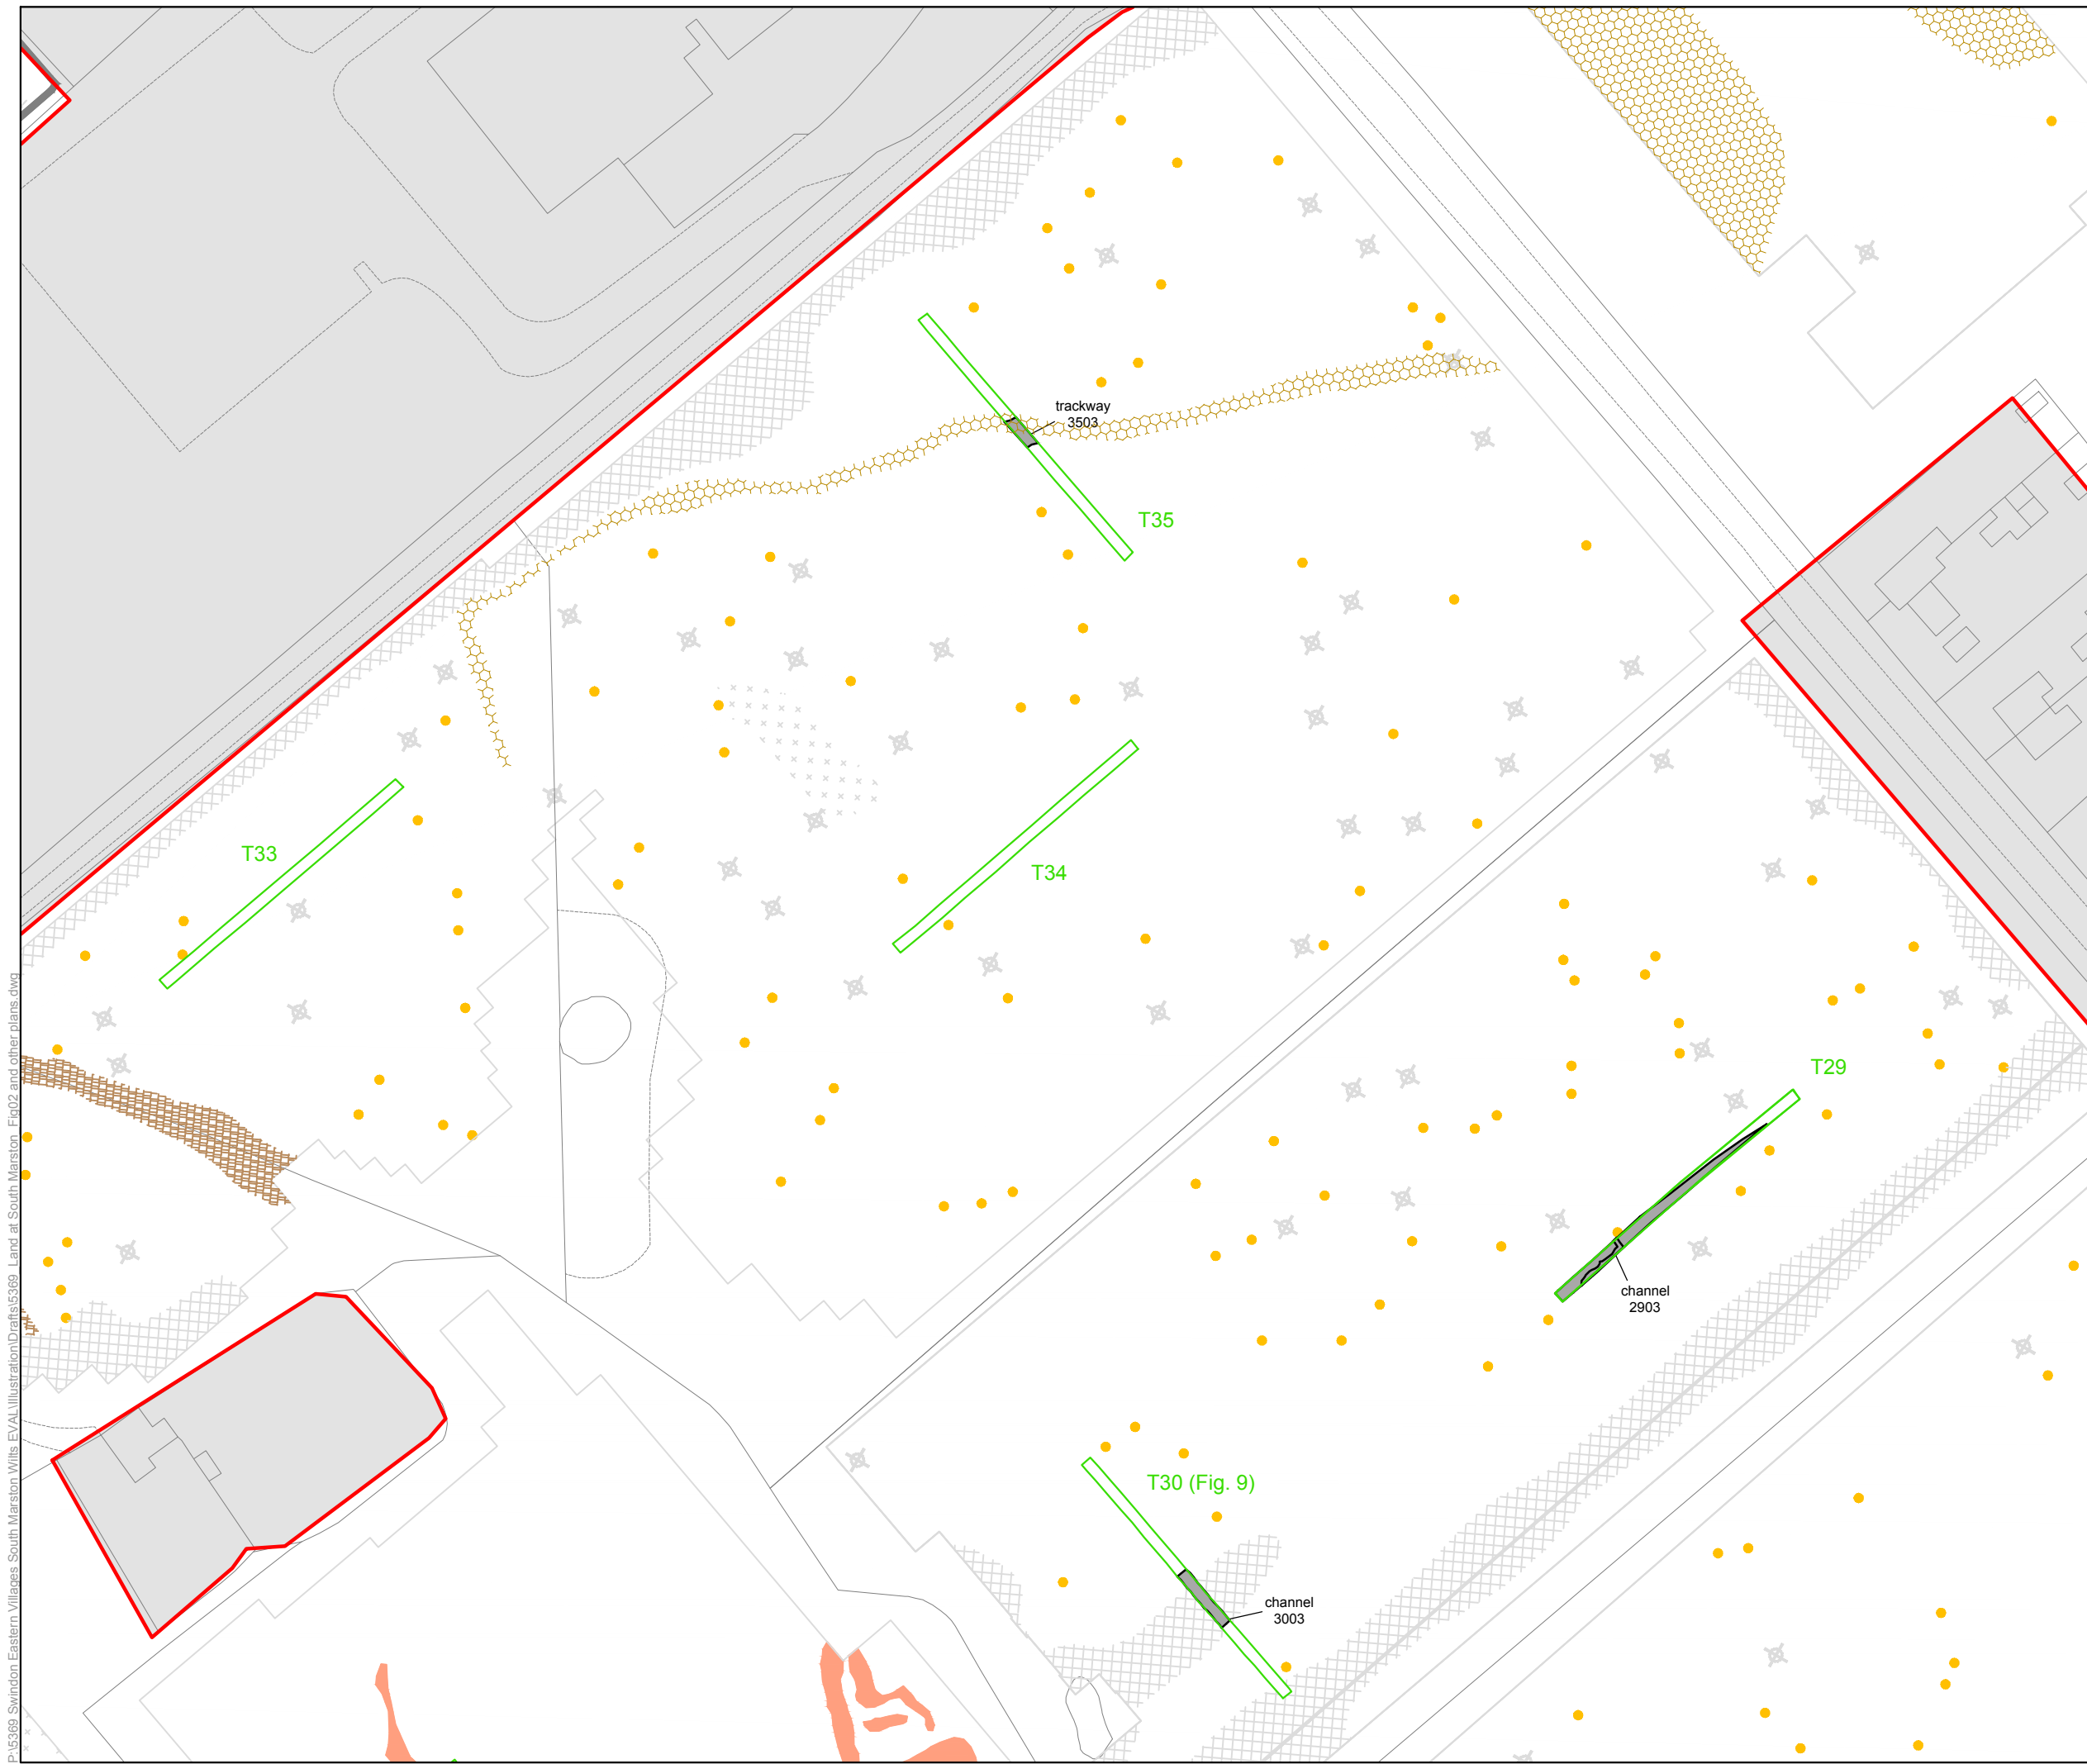 trackway
3503
T35
T33
T34
T29
channel
2903
T30 (Fig. 9)
channel
3003
P:\5369 Swindon Eastern Villages South Marston Wilts EVAL\Illustration\Drafts\5369_Land at South Marston_Fig02 and other plans.dwg